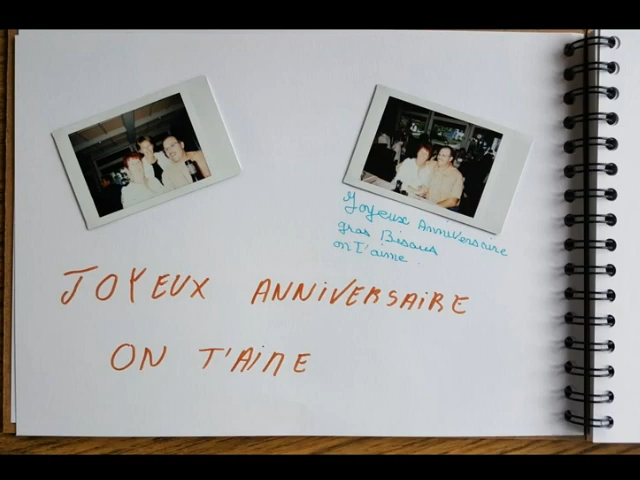 Joyeux Anniversaire
gros Bisous
on t'aime.
JOYEUX ANNIVERSAIRE
ON T'AIME